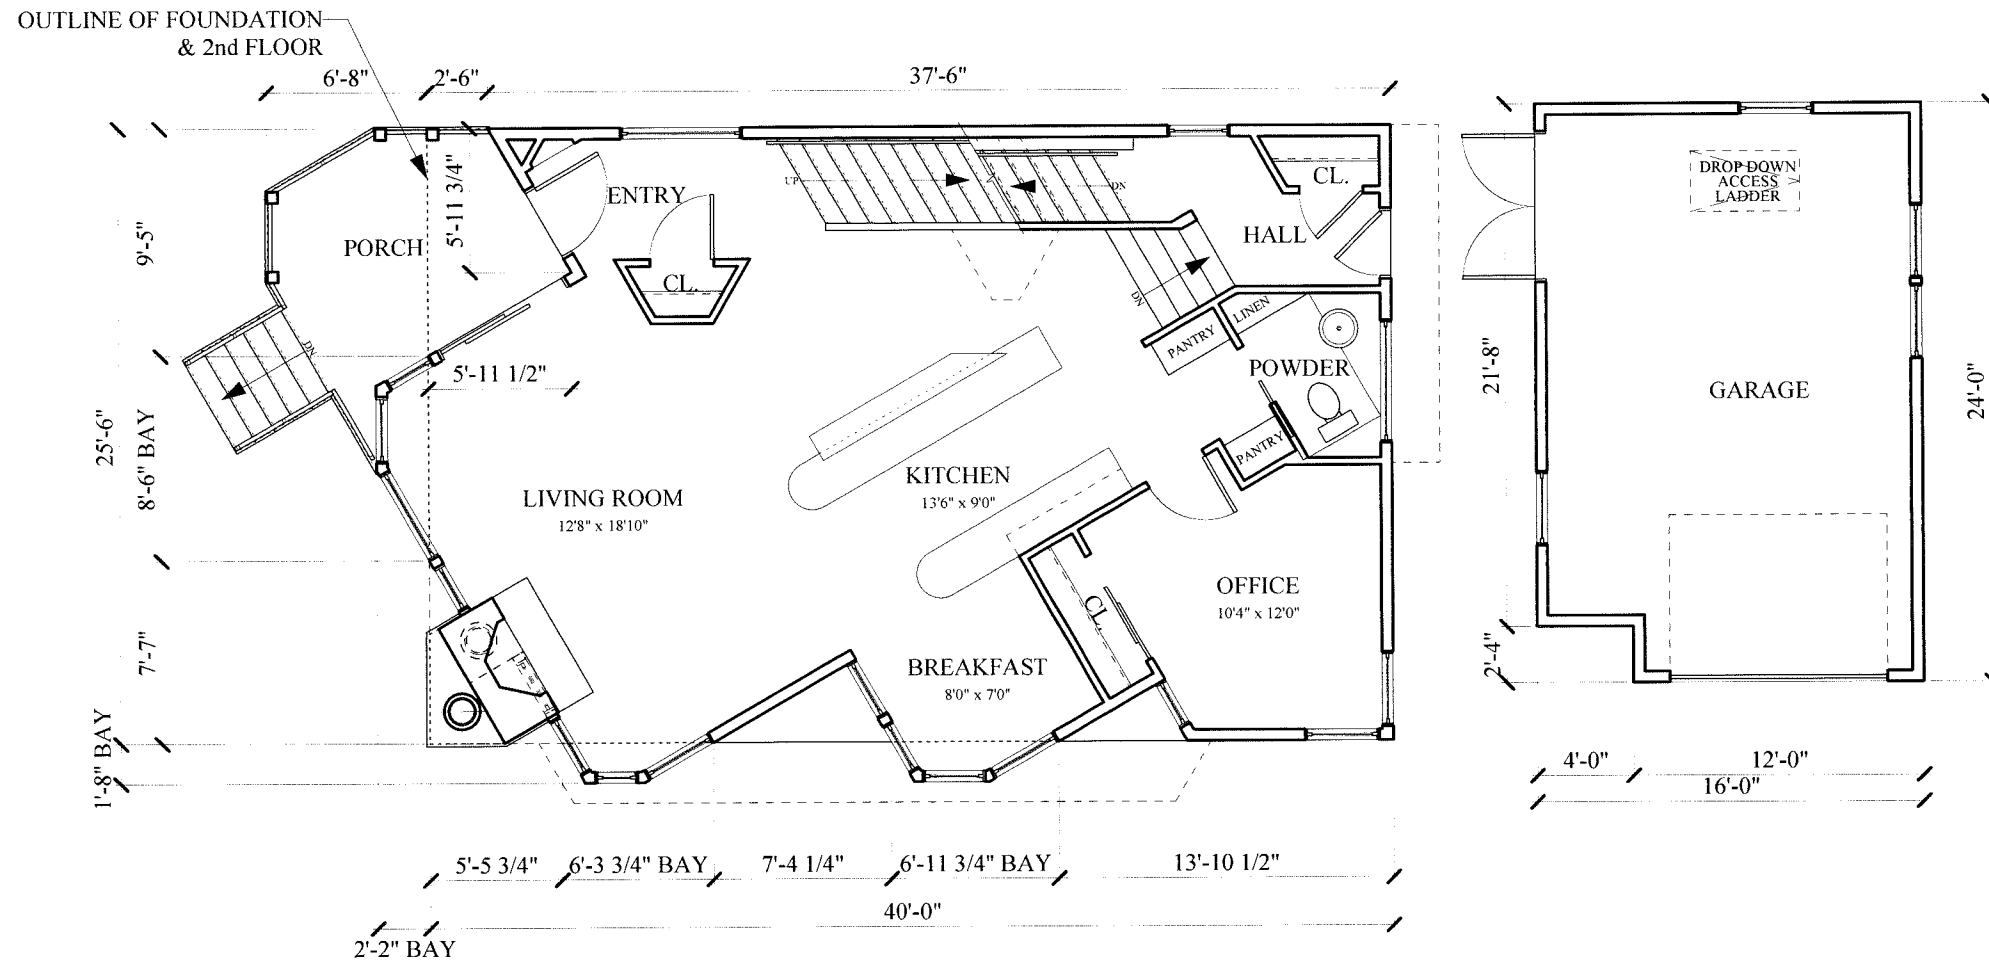 OUTLINE OF FOUNDATION
& 2nd FLOOR
6'-8"
2'-6"
37'-6"
5'-11 3/4"
ENTRY
UP
DN
CL.
DROP DOWN
ACCESS
LADDER
9'-5"
PORCH
HALL
CL.
DN
LINEN
PANTRY
DN
POWDER
21'-8"
GARAGE
24'-0"
5'-11 1/2"
25'-6"
8'-6" BAY
PANTRY
KITCHEN
13'6" x 9'0"
LIVING ROOM
12'8" x 18'10"
OFFICE
10'4" x 12'0"
CL.
7'-7"
BREAKFAST
8'0" x 7'0"
2'-4"
1'-8" BAY
4'-0"
12'-0"
16'-0"
5'-5 3/4"
6'-3 3/4" BAY
7'-4 1/4"
6'-11 3/4" BAY
13'-10 1/2"
40'-0"
2'-2" BAY